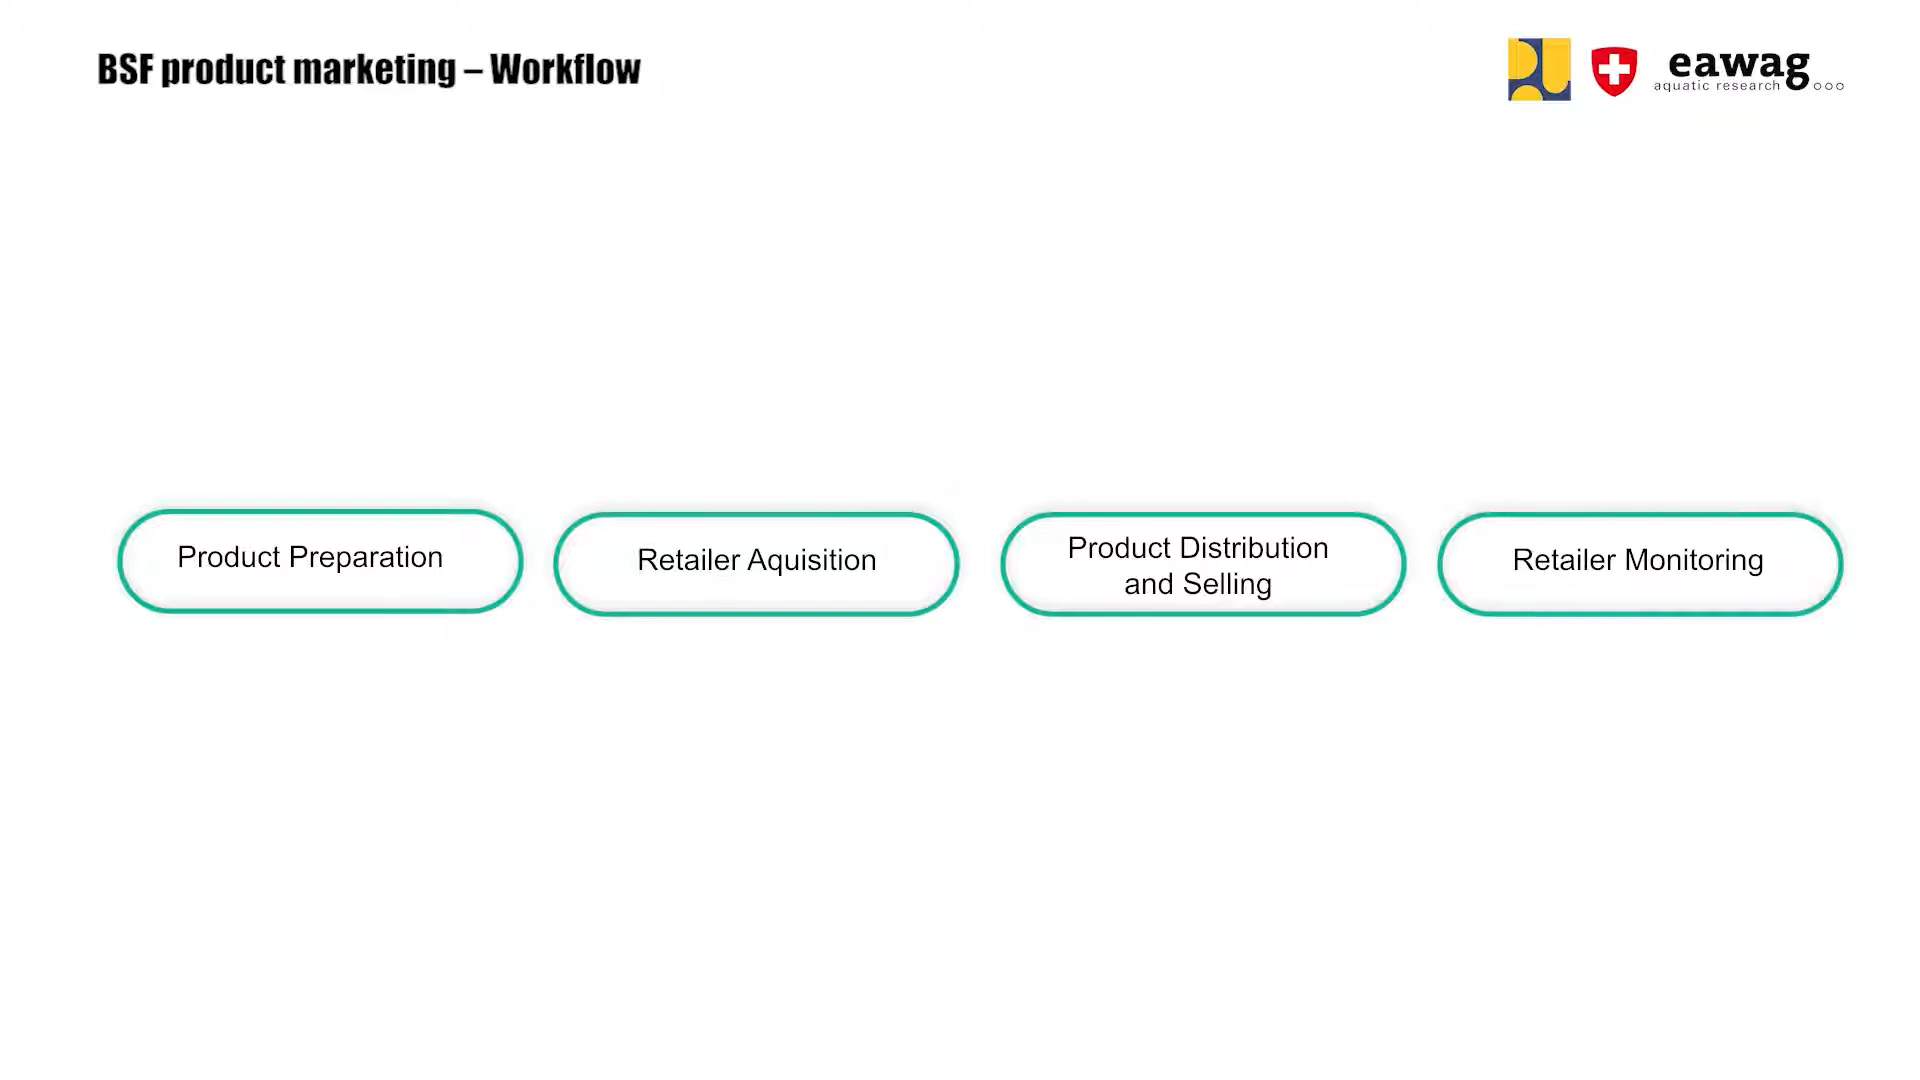 BSF product marketing – Workflow
eawag
aquatic research
Product Preparation
Retailer Aquisition
Product Distribution
and Selling
Retailer Monitoring